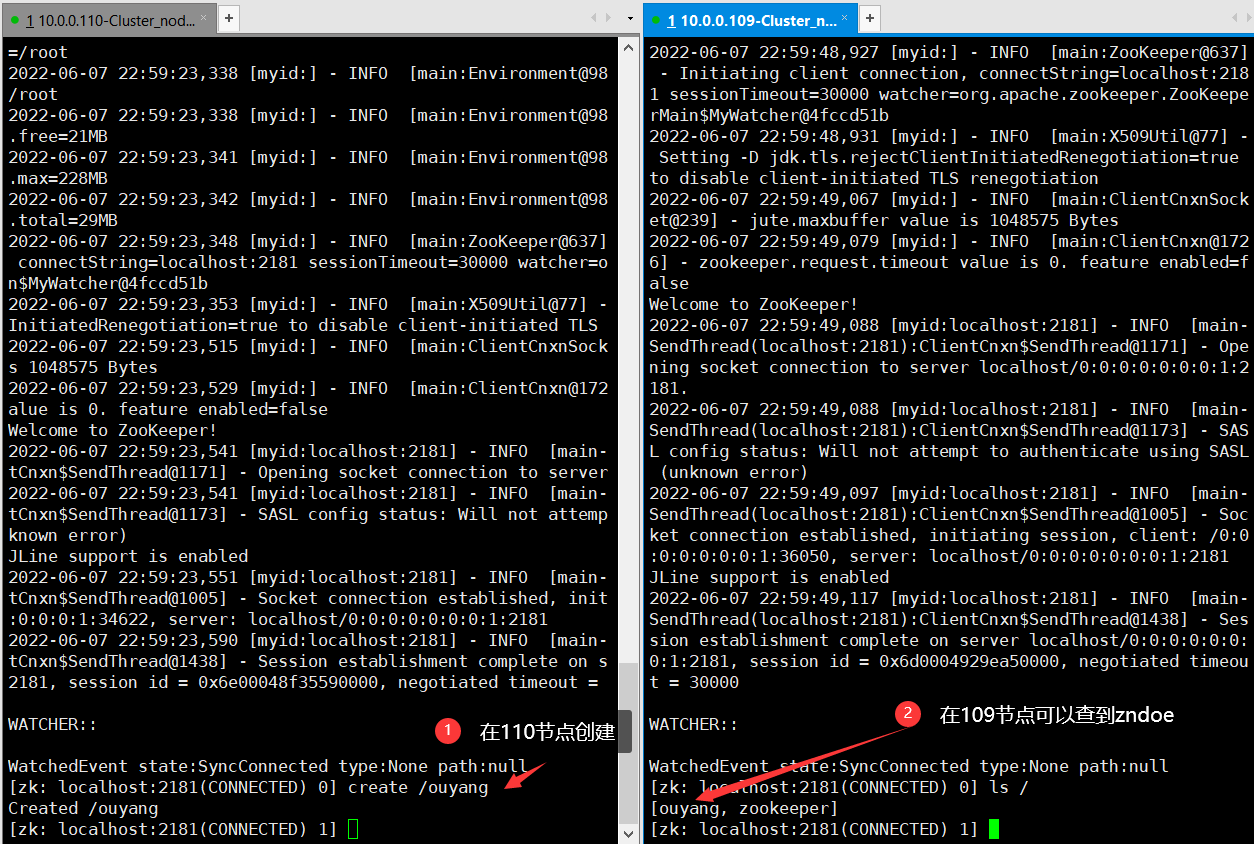 1 10.0.0.110-Cluster_nod...
=/root
2022-06-07 22:59:23,338 [myid:] - INFO  [main:Environment@98
/root
2022-06-07 22:59:23,338 [myid:] - INFO  [main:Environment@98
.free=21MB
2022-06-07 22:59:23,341 [myid:] - INFO  [main:Environment@98
.max=228MB
2022-06-07 22:59:23,342 [myid:] - INFO  [main:Environment@98
.total=29MB
2022-06-07 22:59:23,348 [myid:] - INFO  [main:ZooKeeper@637]
 connectString=localhost:2181 sessionTimeout=30000 watcher=o
n$MyWatcher@4fccd51b
2022-06-07 22:59:23,353 [myid:] - INFO  [main:X509Util@77] -
InitiatedRenegotiation=true to disable client-initiated TLS
2022-06-07 22:59:23,515 [myid:] - INFO  [main:ClientCnxnSock
s 1048575 Bytes
2022-06-07 22:59:23,529 [myid:] - INFO  [main:ClientCnxn@172
alue is 0. feature enabled=false
Welcome to ZooKeeper!
2022-06-07 22:59:23,541 [myid:localhost:2181] - INFO  [main-
tCnxn$SendThread@1171] - Opening socket connection to server
2022-06-07 22:59:23,541 [myid:localhost:2181] - INFO  [main-
tCnxn$SendThread@1173] - SASL config status: Will not attemp
known error)
JLine support is enabled
2022-06-07 22:59:23,551 [myid:localhost:2181] - INFO  [main-
tCnxn$SendThread@1005] - Socket connection established, init
:0:0:0:1:34622, server: localhost/0:0:0:0:0:0:0:1:2181
2022-06-07 22:59:23,590 [myid:localhost:2181] - INFO  [main-
tCnxn$SendThread@1438] - Session establishment complete on s
2181, session id = 0x6e00048f35590000, negotiated timeout =
WATCHER::
1 在110节点创建
WatchedEvent state:SyncConnected type:None path:null
[zk: localhost:2181(CONNECTED) 0] create /ouyang
Created /ouyang
[zk: localhost:2181(CONNECTED) 1]
1 10.0.0.109-Cluster_n...
2022-06-07 22:59:48,927 [myid:] - INFO  [main:ZooKeeper@637]
 - Initiating client connection, connectString=localhost:218
1 sessionTimeout=30000 watcher=org.apache.zookeeper.ZooKeepe
rMain$MyWatcher@4fccd51b
2022-06-07 22:59:48,931 [myid:] - INFO  [main:X509Util@77] -
 Setting -D jdk.tls.rejectClientInitiatedRenegotiation=true
to disable client-initiated TLS renegotiation
2022-06-07 22:59:49,067 [myid:] - INFO  [main:ClientCnxnSock
et@239] - jute.maxbuffer value is 1048575 Bytes
2022-06-07 22:59:49,079 [myid:] - INFO  [main:ClientCnxn@172
6] - zookeeper.request.timeout value is 0. feature enabled=f
alse
Welcome to ZooKeeper!
2022-06-07 22:59:49,088 [myid:localhost:2181] - INFO  [main-
SendThread(localhost:2181):ClientCnxn$SendThread@1171] - Ope
ning socket connection to server localhost/0:0:0:0:0:0:0:1:2
181.
2022-06-07 22:59:49,088 [myid:localhost:2181] - INFO  [main-
SendThread(localhost:2181):ClientCnxn$SendThread@1173] - SAS
L config status: Will not attempt to authenticate using SASL
 (unknown error)
2022-06-07 22:59:49,097 [myid:localhost:2181] - INFO  [main-
SendThread(localhost:2181):ClientCnxn$SendThread@1005] - Soc
ket connection established, initiating session, client: /0:0
:0:0:0:0:0:1:36050, server: localhost/0:0:0:0:0:0:0:1:2181
JLine support is enabled
2022-06-07 22:59:49,117 [myid:localhost:2181] - INFO  [main-
SendThread(localhost:2181):ClientCnxn$SendThread@1438] - Ses
sion establishment complete on server localhost/0:0:0:0:0:0:
0:1:2181, session id = 0x6d0004929ea50000, negotiated timeou
t = 30000
2 在109节点可以查到zndoe
WATCHER::
WatchedEvent state:SyncConnected type:None path:null
[zk: localhost:2181(CONNECTED) 0] ls /
[ouyang, zookeeper]
[zk: localhost:2181(CONNECTED) 1]